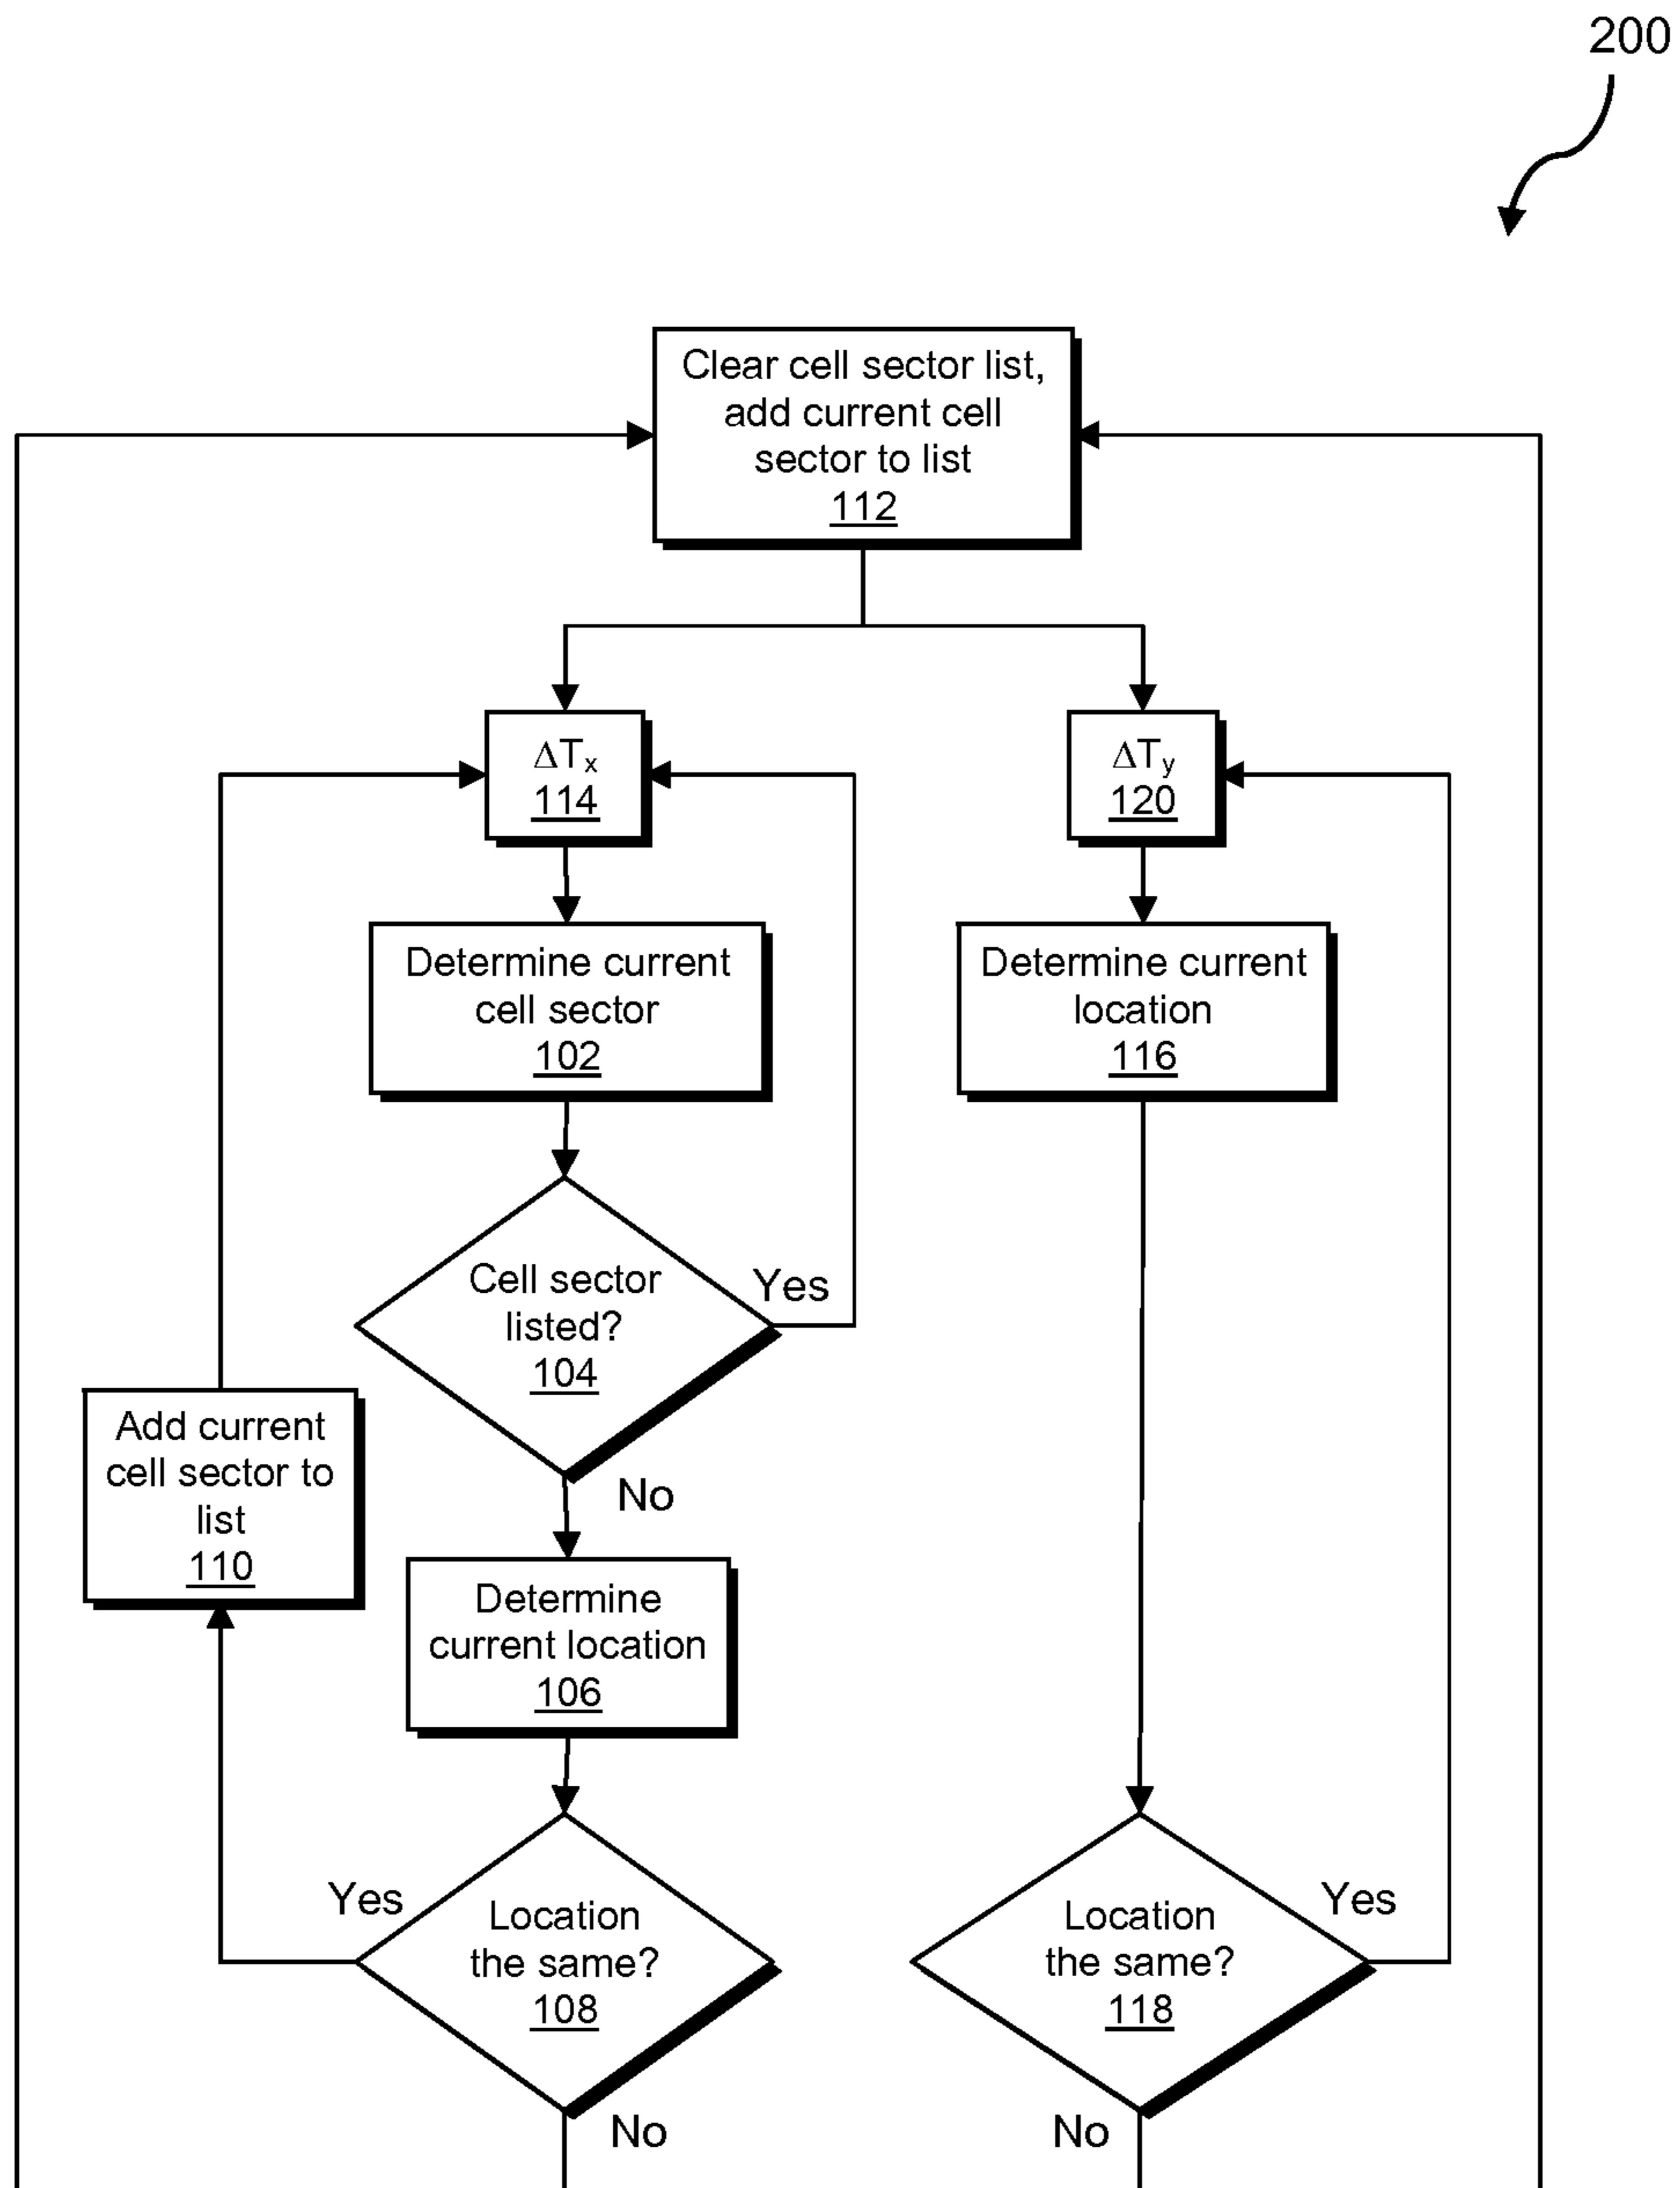 200
Clear cell sector list,
add current cell
sector to list
112
ΔTx
114
ΔTy
120
Determine current
cell sector
102
Determine current
location
116
Cell sector
listed?
104
Yes
No
Add current
cell sector to
list
110
Determine
current location
106
Location
the same?
108
Yes
No
Location
the same?
118
Yes
No